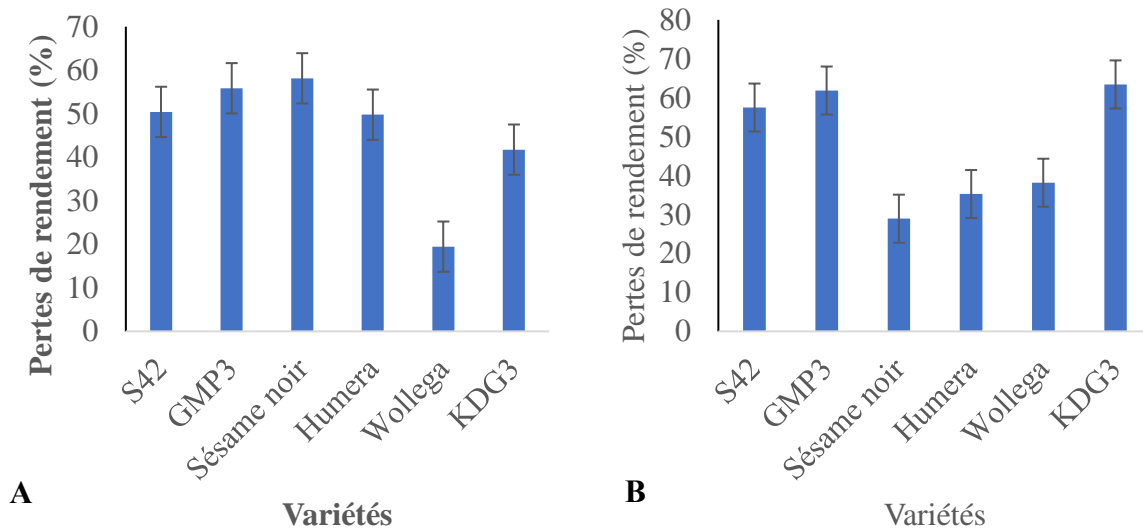 Pertes de rendement (%)
70
60
50
40
30
20
10
0
S42
GMP3
Sésame noir
Humera
Wollega
KDG3
A
Variétés
Pertes de rendement (%)
80
70
60
50
40
30
20
10
0
S42
GMP3
Sésame noir
Humera
Wollega
KDG3
B
Variétés